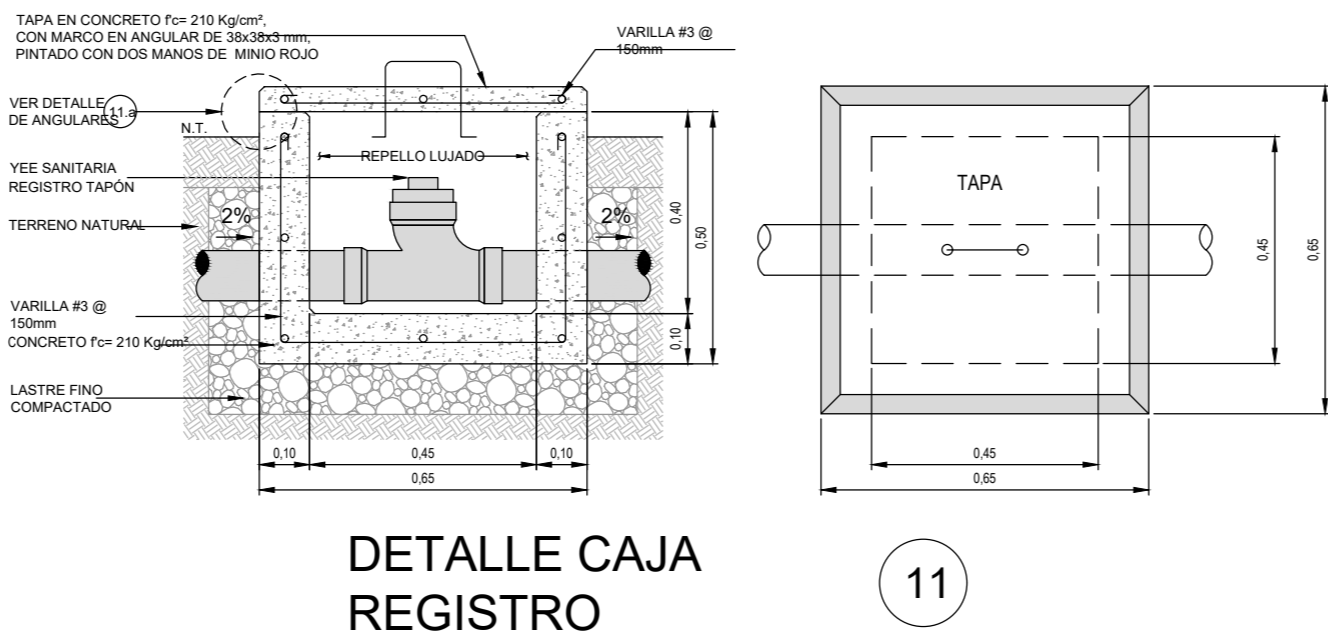 TAPA EN CONCRETO f'c= 210 Kg/cm²,
CON MARCO EN ANGULAR DE 38x38x3 mm,
PINTADO CON DOS MANOS DE MINIO ROJO
VARILLA #3 @
150mm
VER DETALLE
DE ANGULARES
11.a
N.T.
REPELLO LUJADO
YEE SANITARIA
REGISTRO TAPÓN
TERRENO NATURAL
2%
2%
0,40
0,50
0,10
VARILLA #3 @
150mm
CONCRETO f'c= 210 Kg/cm²
LASTRE FINO
COMPACTADO
0,10
0,45
0,10
0,65
TAPA
0,45
0,65
0,45
0,65
DETALLE CAJA
REGISTRO
11